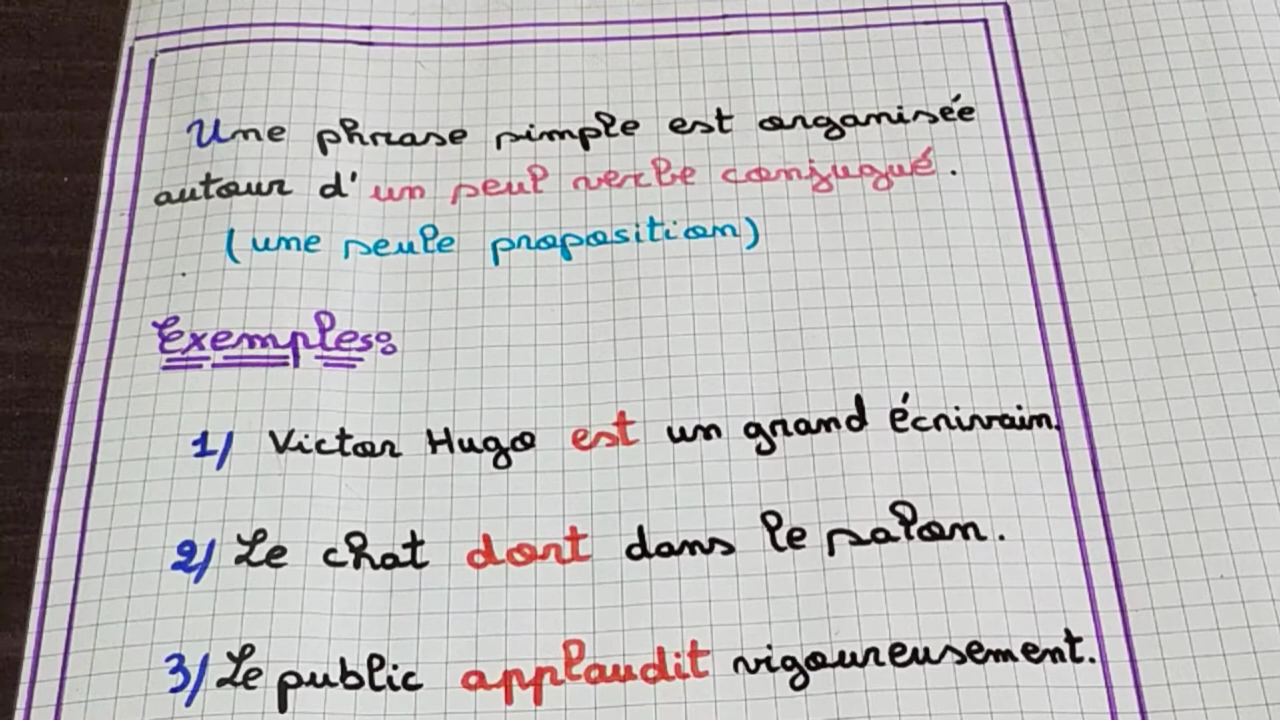 Une phrase simple est organisée
autour d'un seul verbe conjugué.
(une seule proposition)
Exemples:
1/ Victor Hugo est un grand écrivain.
2/ Le chat dort dans le salon.
3/ Le public applaudit vigoureusement.